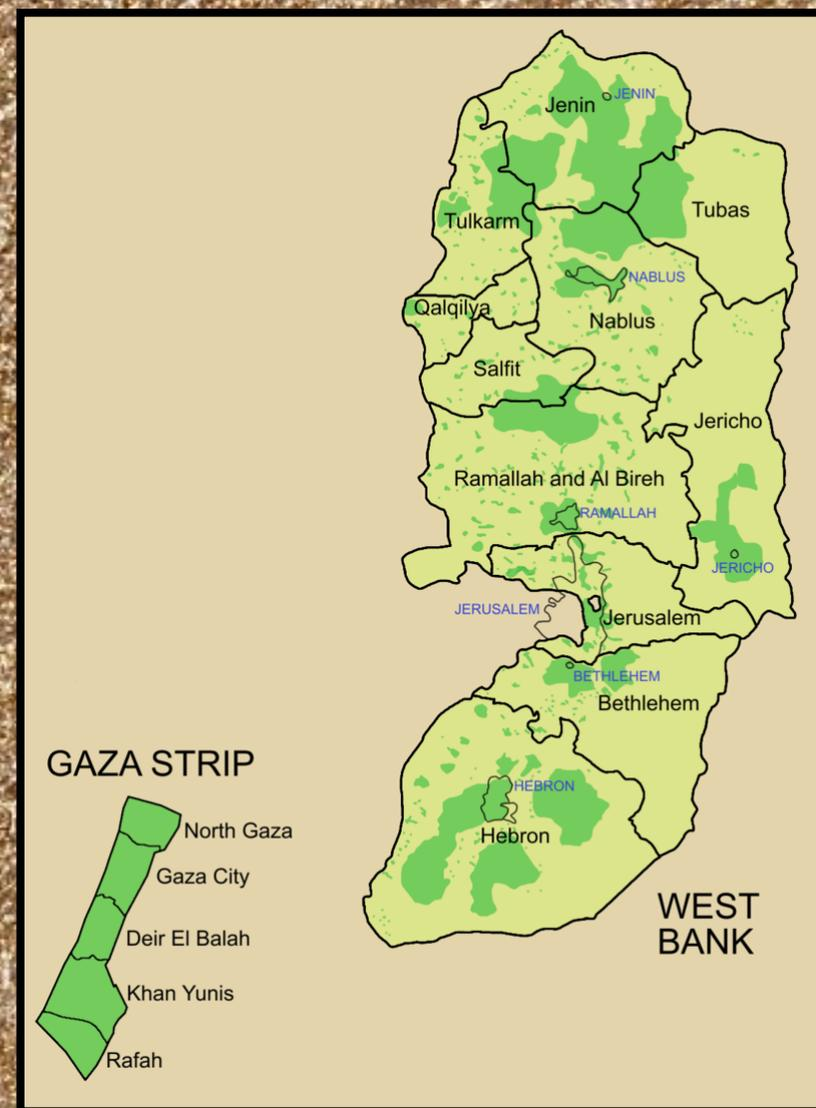 JENIN
Jenin
Tubas
Tulkarm
NABLUS
Qalqilya
Nablus
Salfit
Jericho
Ramallah and Al Bireh
RAMALLAH
JERICHO
JERUSALEM
Jerusalem
BETHLEHEM
Bethlehem
HEBRON
Hebron
WEST
BANK
GAZA STRIP
North Gaza
Gaza City
Deir El Balah
Khan Yunis
Rafah